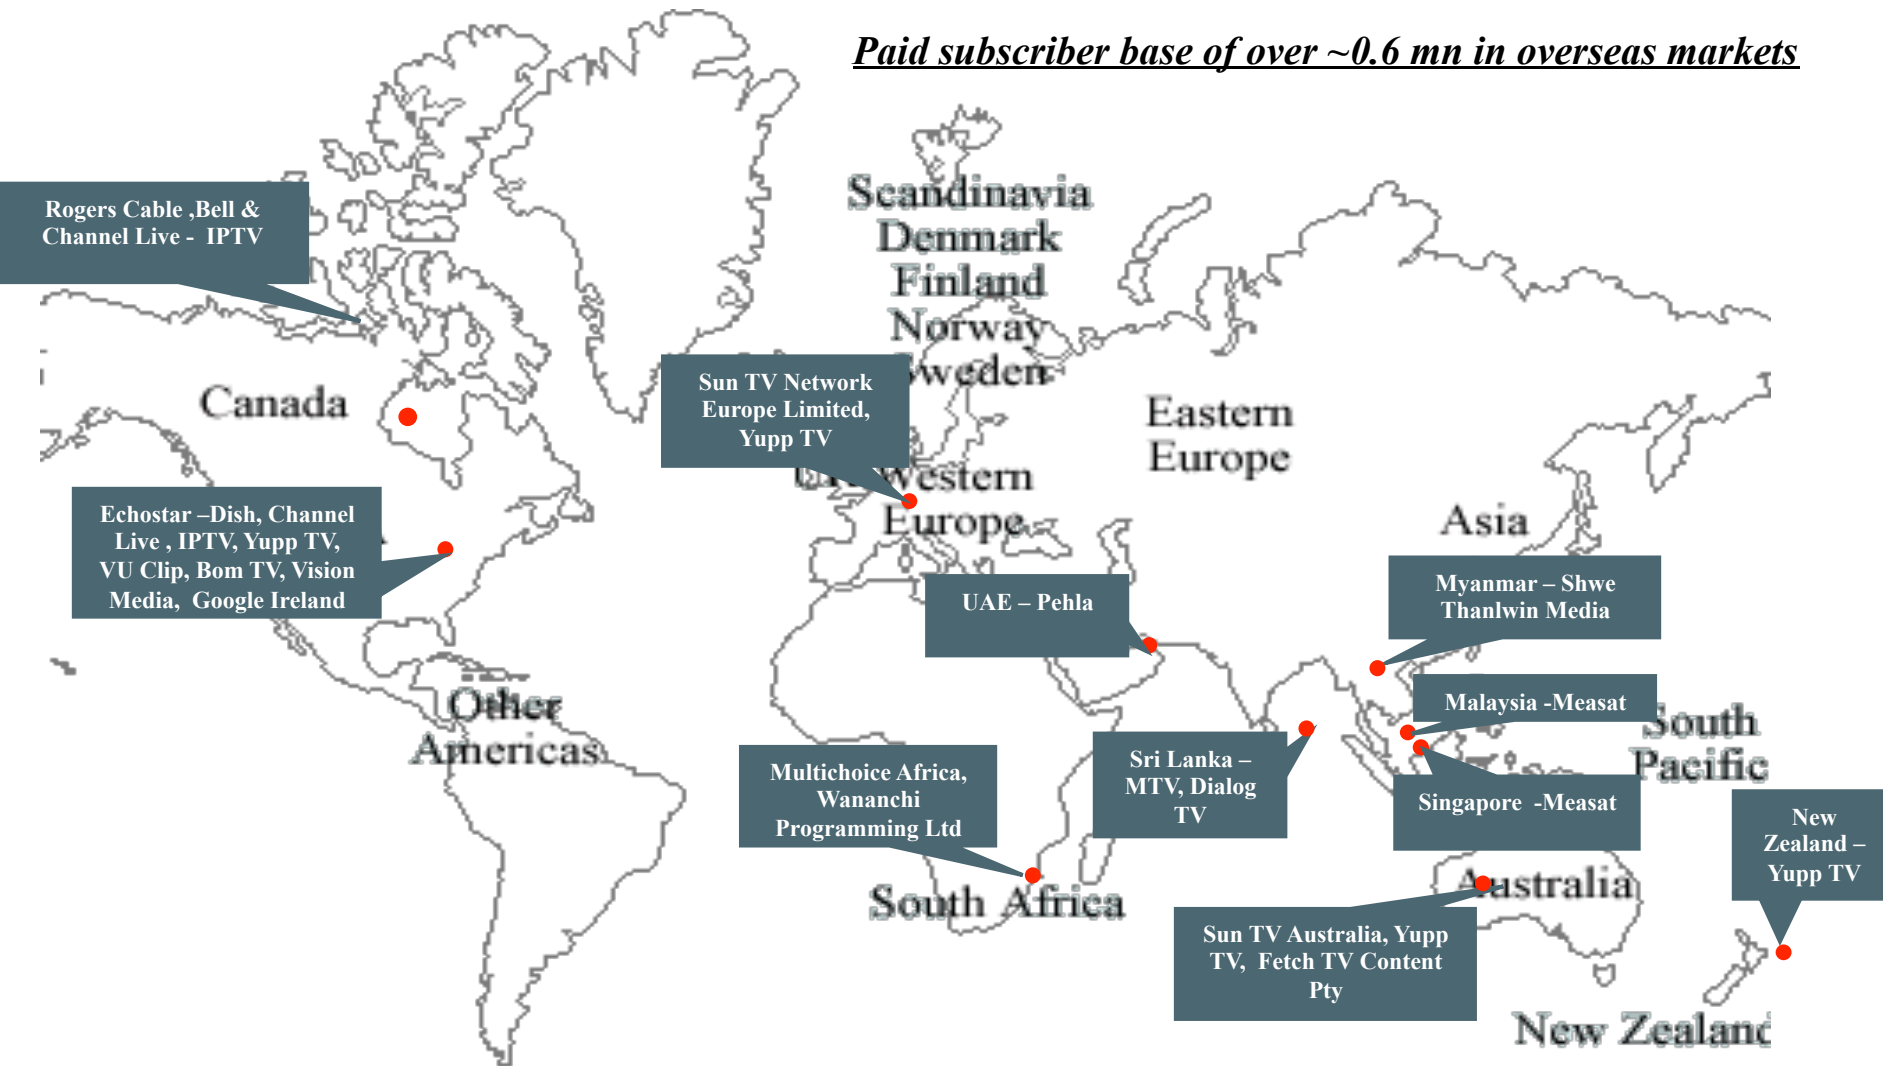 Paid subscriber base of over ~0.6 mn in overseas markets
Scandinavia
Denmark
Finland
Norway
Sweden
Rogers Cable ,Bell &
Channel Live - IPTV
Canada
Sun TV Network
Europe Limited,
Yupp TV
Eastern
Europe
Western
Europe
Asia
Echostar –Dish, Channel
Live , IPTV, Yupp TV,
VU Clip, Bom TV, Vision
Media, Google Ireland
UAE – Pehla
Myanmar – Shwe
Thanlwin Media
Malaysia -Measat
Other
Americas
South
Pacific
Multichoice Africa,
Wananchi
Programming Ltd
Sri Lanka –
MTV, Dialog
TV
Singapore -Measat
New
Zealand –
Yupp TV
South Africa
Australia
Sun TV Australia, Yupp
TV, Fetch TV Content
Pty
New Zealand